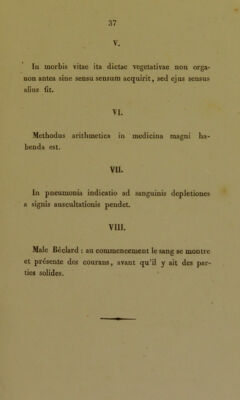 37
V.
In morbis vitae ita dictae vegetativae non orga-
non antea sine sensu sensum acquirit, sed ejus sensus
alius fit.
VI.
Methodus arithmetica in medicina magni ha-
benda est.
VII.
In pneumonia indicatio ad sanguinis depletiones
a signis auscultationis pendet.
VIII.
Male Béclard : au commencement le sang se montre
et présente des courans, avant qu'il y ait des par-
ties solides.